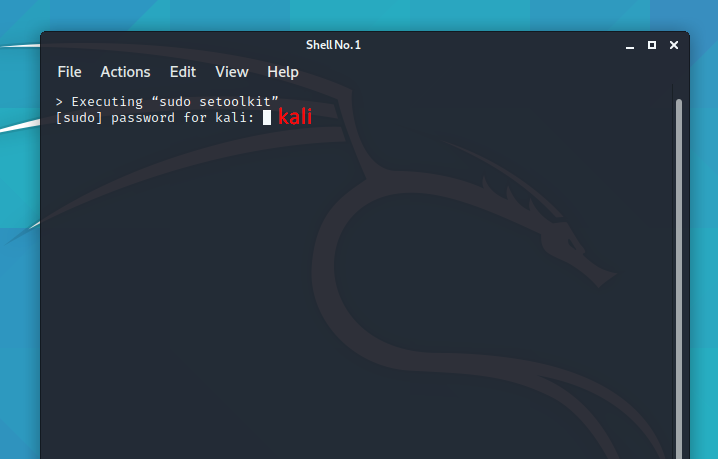 Shell No. 1
File Actions Edit View Help
> Executing “sudo setoolkit”
[sudo] password for kali: kali